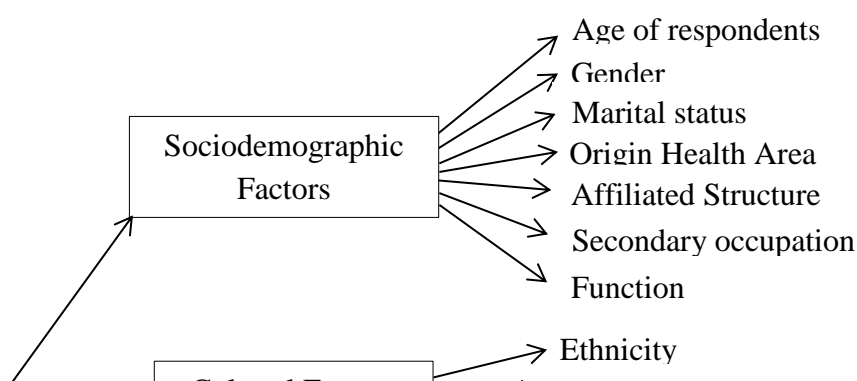 Age of respondents
Gender
Marital status
Sociodemographic
Factors
Origin Health Area
Affiliated Structure
Secondary occupation
Function
Ethnicity